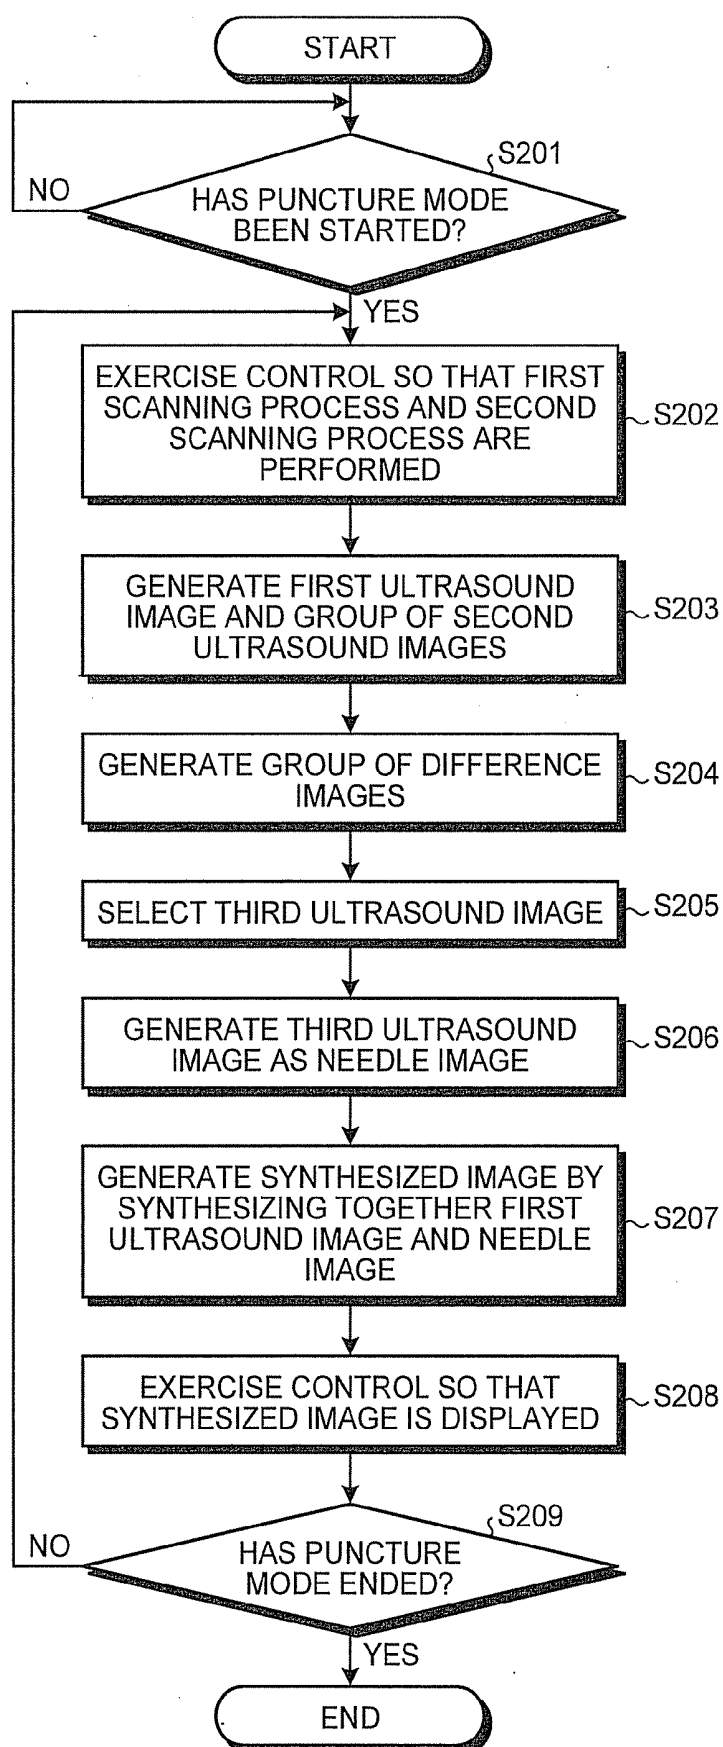 START
S201
NO
HAS PUNCTURE MODE
BEEN STARTED?
YES
EXERCISE CONTROL SO THAT FIRST
SCANNING PROCESS AND SECOND
SCANNING PROCESS ARE
PERFORMED
S202
GENERATE FIRST ULTRASOUND
IMAGE AND GROUP OF SECOND
ULTRASOUND IMAGES
S203
GENERATE GROUP OF DIFFERENCE
IMAGES
S204
SELECT THIRD ULTRASOUND IMAGE
S205
GENERATE THIRD ULTRASOUND
IMAGE AS NEEDLE IMAGE
S206
GENERATE SYNTHESIZED IMAGE BY
SYNTHESIZING TOGETHER FIRST
ULTRASOUND IMAGE AND NEEDLE
IMAGE
S207
EXERCISE CONTROL SO THAT
SYNTHESIZED IMAGE IS DISPLAYED
S208
S209
NO
HAS PUNCTURE
MODE ENDED?
YES
END